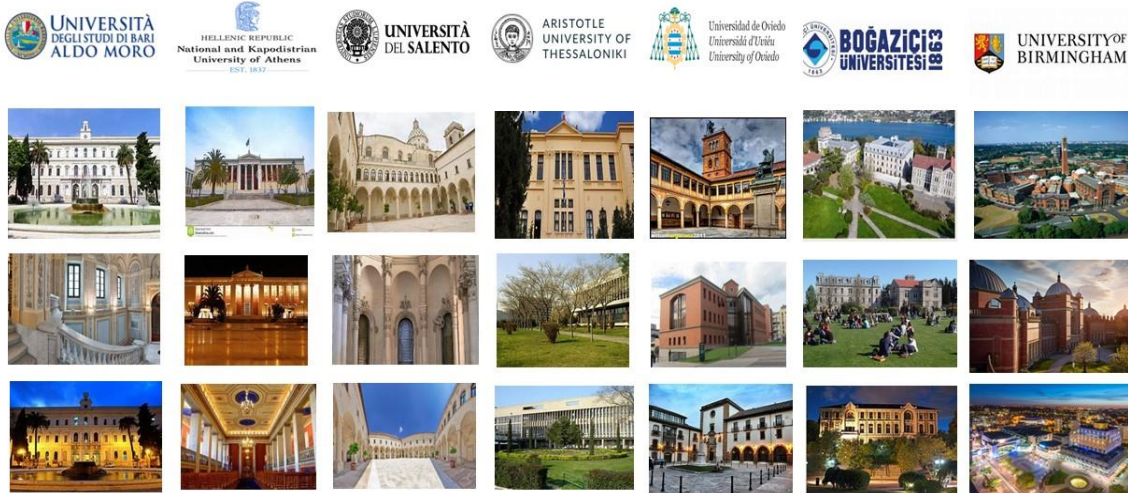 UNIVERSITÀ
DEGLI STUDI DI BARI
ALDO MORO
HELLENIC REPUBLIC
National and Kapodistrian
University of Athens
EST. 1837
UNIVERSITÀ
DEL SALENTO
ARISTOTLE
UNIVERSITY OF
THESSALONIKI
Universidad de Oviedo
Universidá d'Uviéu
University of Oviedo
BOĞAZİÇİ
ÜNİVERSİTESİ
1863
UNIVERSITYOF
BIRMINGHAM